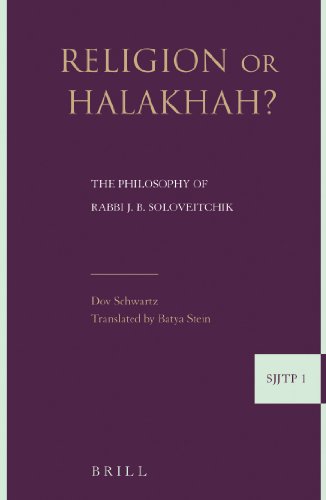 RELIGION OR
HALAKHAH?
THE PHILOSOPHY OF
RABBI J. B. SOLOVEITCHIK
Dov Schwartz
Translated by Batya Stein
SJJTP 1
BRILL